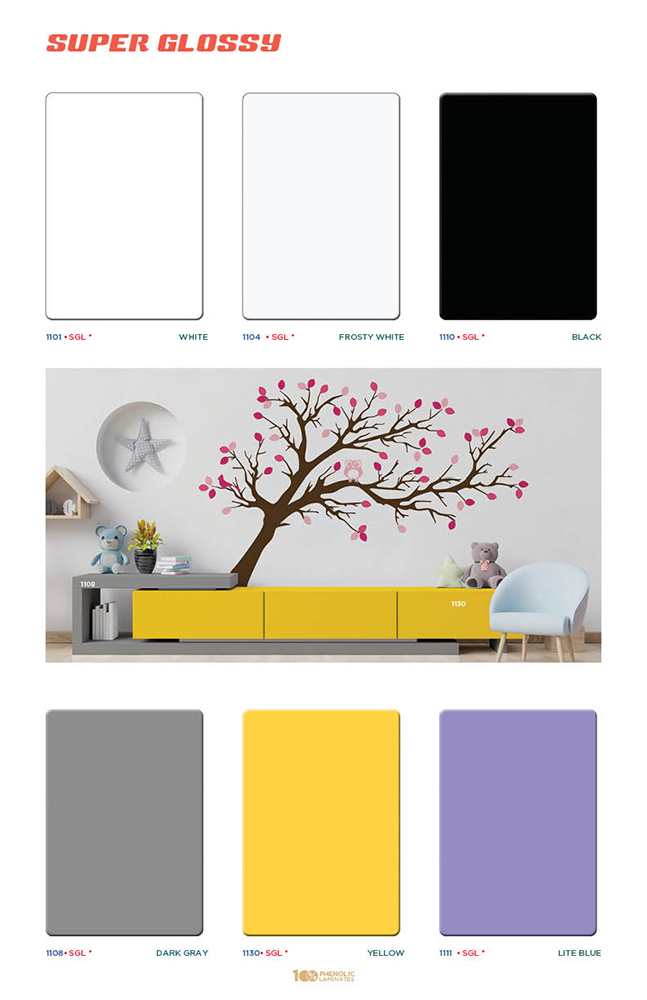 SUPER GLOSSY
1101 • SGL * WHITE
1104 • SGL * FROSTY WHITE
1110 • SGL * BLACK
1108
1130
1108 • SGL * DARK GRAY
1130 • SGL * YELLOW
1111 • SGL * LITE BLUE
100% PHENOLIC
LAMINATES